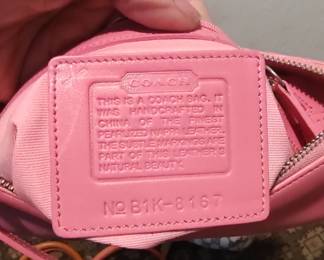 COACH
THIS IS A COACH BAG. IT
WAS HANDCRAFTED IN
CHINA OF THE FINEST
PEARLIZED NAPPA LEATHER.
THE SUBTLE MARKINGS ARE
PART OF THIS LEATHER'S
NATURAL BEAUTY.
No B1K-8167